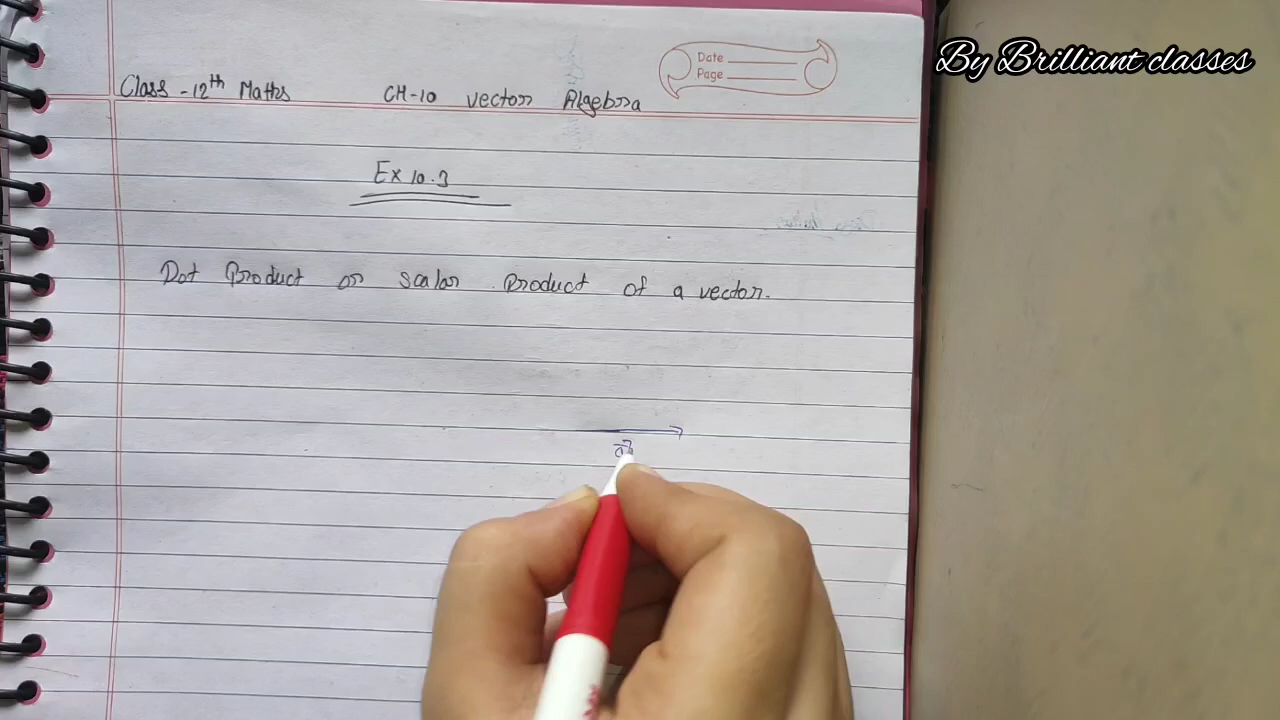 By Brilliant classes
Date
Page
Class - 12th Maths CH-10 vector Algebra
Ex 10.3
Dot Product or scalar Product of a vector.
a⃗